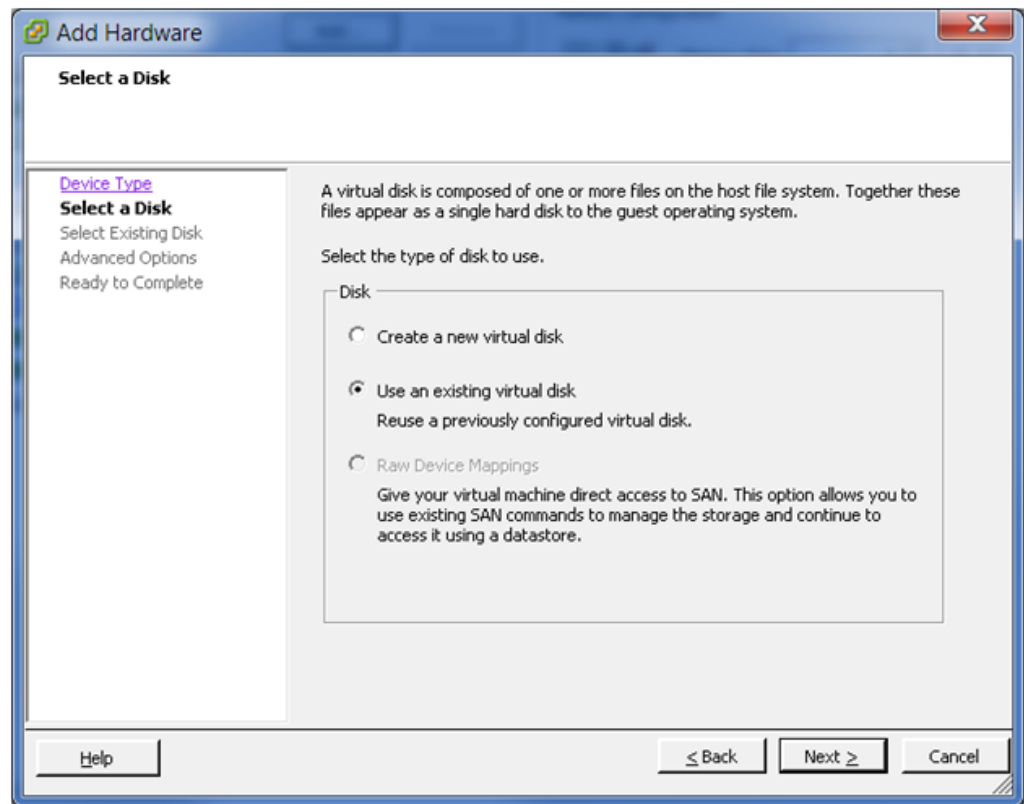 Add Hardware
Select a Disk
Device Type
Select a Disk
Select Existing Disk
Advanced Options
Ready to Complete
A virtual disk is composed of one or more files on the host file system. Together these
files appear as a single hard disk to the guest operating system.
Select the type of disk to use.
Disk
Create a new virtual disk
Use an existing virtual disk
Reuse a previously configured virtual disk.
Raw Device Mappings
Give your virtual machine direct access to SAN. This option allows you to
use existing SAN commands to manage the storage and continue to
access it using a datastore.
Help
≤ Back
Next ≥
Cancel